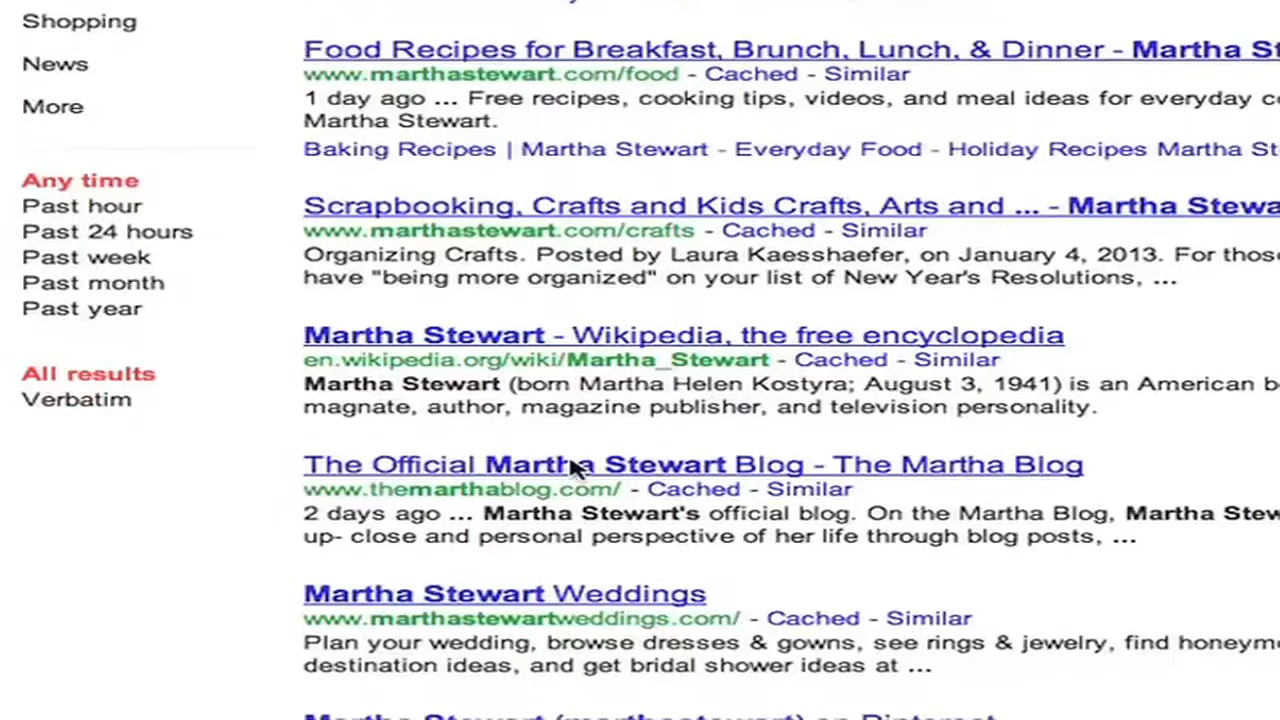 Shopping
News
More
Any time
Past hour
Past 24 hours
Past week
Past month
Past year
All results
Verbatim
Food Recipes for Breakfast, Brunch, Lunch, & Dinner - Martha St
www.marthastewart.com/food - Cached - Similar
1 day ago ... Free recipes, cooking tips, videos, and meal ideas for everyday c
Martha Stewart.
Baking Recipes | Martha Stewart - Everyday Food - Holiday Recipes Martha St
Scrapbooking, Crafts and Kids Crafts, Arts and ... - Martha Stewa
www.marthastewart.com/crafts - Cached - Similar
Organizing Crafts. Posted by Laura Kaesshaefer, on January 4, 2013. For those
have "being more organized" on your list of New Year's Resolutions, ...
Martha Stewart - Wikipedia, the free encyclopedia
en.wikipedia.org/wiki/Martha_Stewart - Cached - Similar
Martha Stewart (born Martha Helen Kostyra; August 3, 1941) is an American b
magnate, author, magazine publisher, and television personality.
The Official Martha Stewart Blog - The Martha Blog
www.themarthablog.com/ - Cached - Similar
2 days ago ... Martha Stewart's official blog. On the Martha Blog, Martha Stew
up- close and personal perspective of her life through blog posts, ...
Martha Stewart Weddings
www.marthastewartweddings.com/ - Cached - Similar
Plan your wedding, browse dresses & gowns, see rings & jewelry, find honeym
destination ideas, and get bridal shower ideas at ...
Martha Stewart (marthastewart) on Pinterest